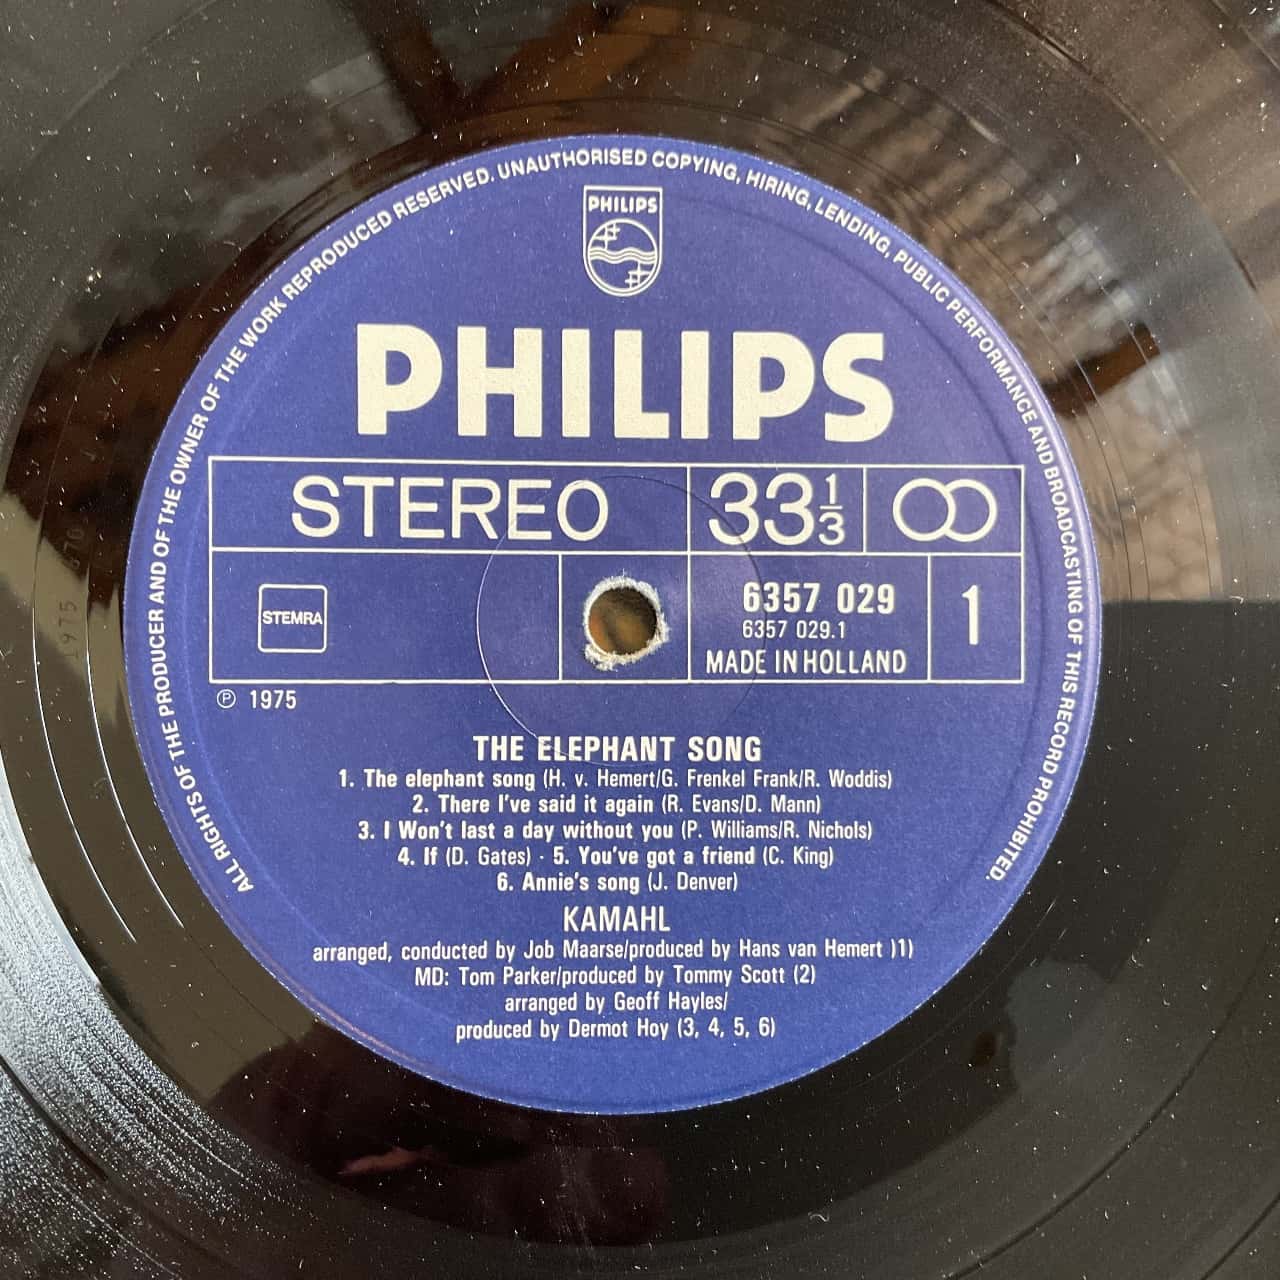 ALL RIGHTS OF THE PRODUCER AND OF THE OWNER OF THE WORK REPRODUCED RESERVED. UNAUTHORISED COPYING, HIRING, LENDING, PUBLIC PERFORMANCE AND BROADCASTING OF THIS RECORD PROHIBITED.
PHILIPS
PHILIPS
STEREO 33 1/3
STEMRA
6357 029
6357 029.1
MADE IN HOLLAND
1
Ⓟ 1975
THE ELEPHANT SONG
1. The elephant song (H. v. Hemert/G. Frenkel Frank/R. Woddis)
2. There I've said it again (R. Evans/D. Mann)
3. I Won't last a day without you (P. Williams/R. Nichols)
4. If (D. Gates) · 5. You've got a friend (C. King)
6. Annie's song (J. Denver)
KAMAHL
arranged, conducted by Job Maarse/produced by Hans van Hemert )1)
MD: Tom Parker/produced by Tommy Scott (2)
arranged by Geoff Hayles/
produced by Dermot Hoy (3, 4, 5, 6)
1975